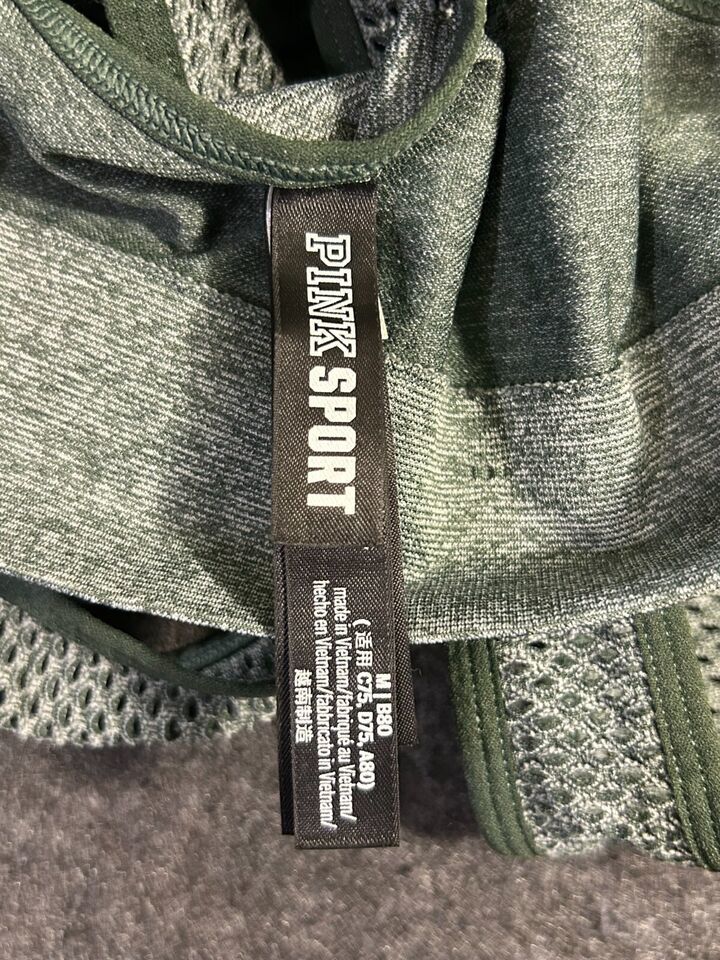 PINK SPORT
M | B80
(适用 C75, D75, A80)
made in Vietnam/fabriqué au Vietnam/
hecho en Vietnam/fabbricato in Vietnam/
越南制造